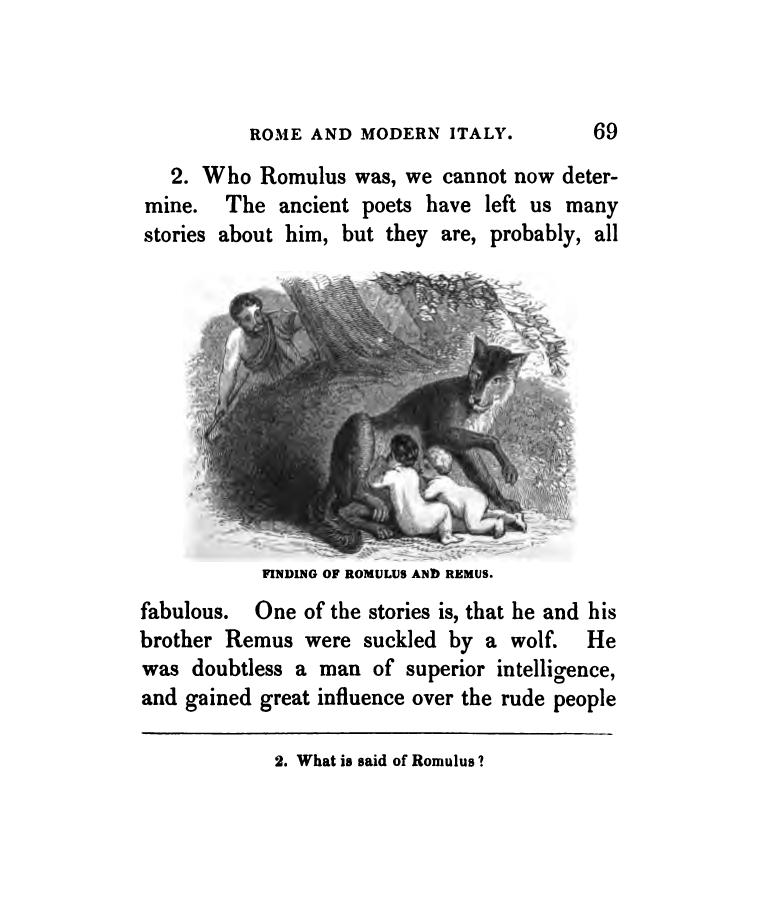 ROME AND MODERN ITALY. 69
2. Who Romulus was, we cannot now deter-
mine. The ancient poets have left us many
stories about him, but they are, probably, all
FINDING OF ROMULUS AND REMUS.
fabulous. One of the stories is, that he and his
brother Remus were suckled by a wolf. He
was doubtless a man of superior intelligence,
and gained great influence over the rude people
2. What is said of Romulus?